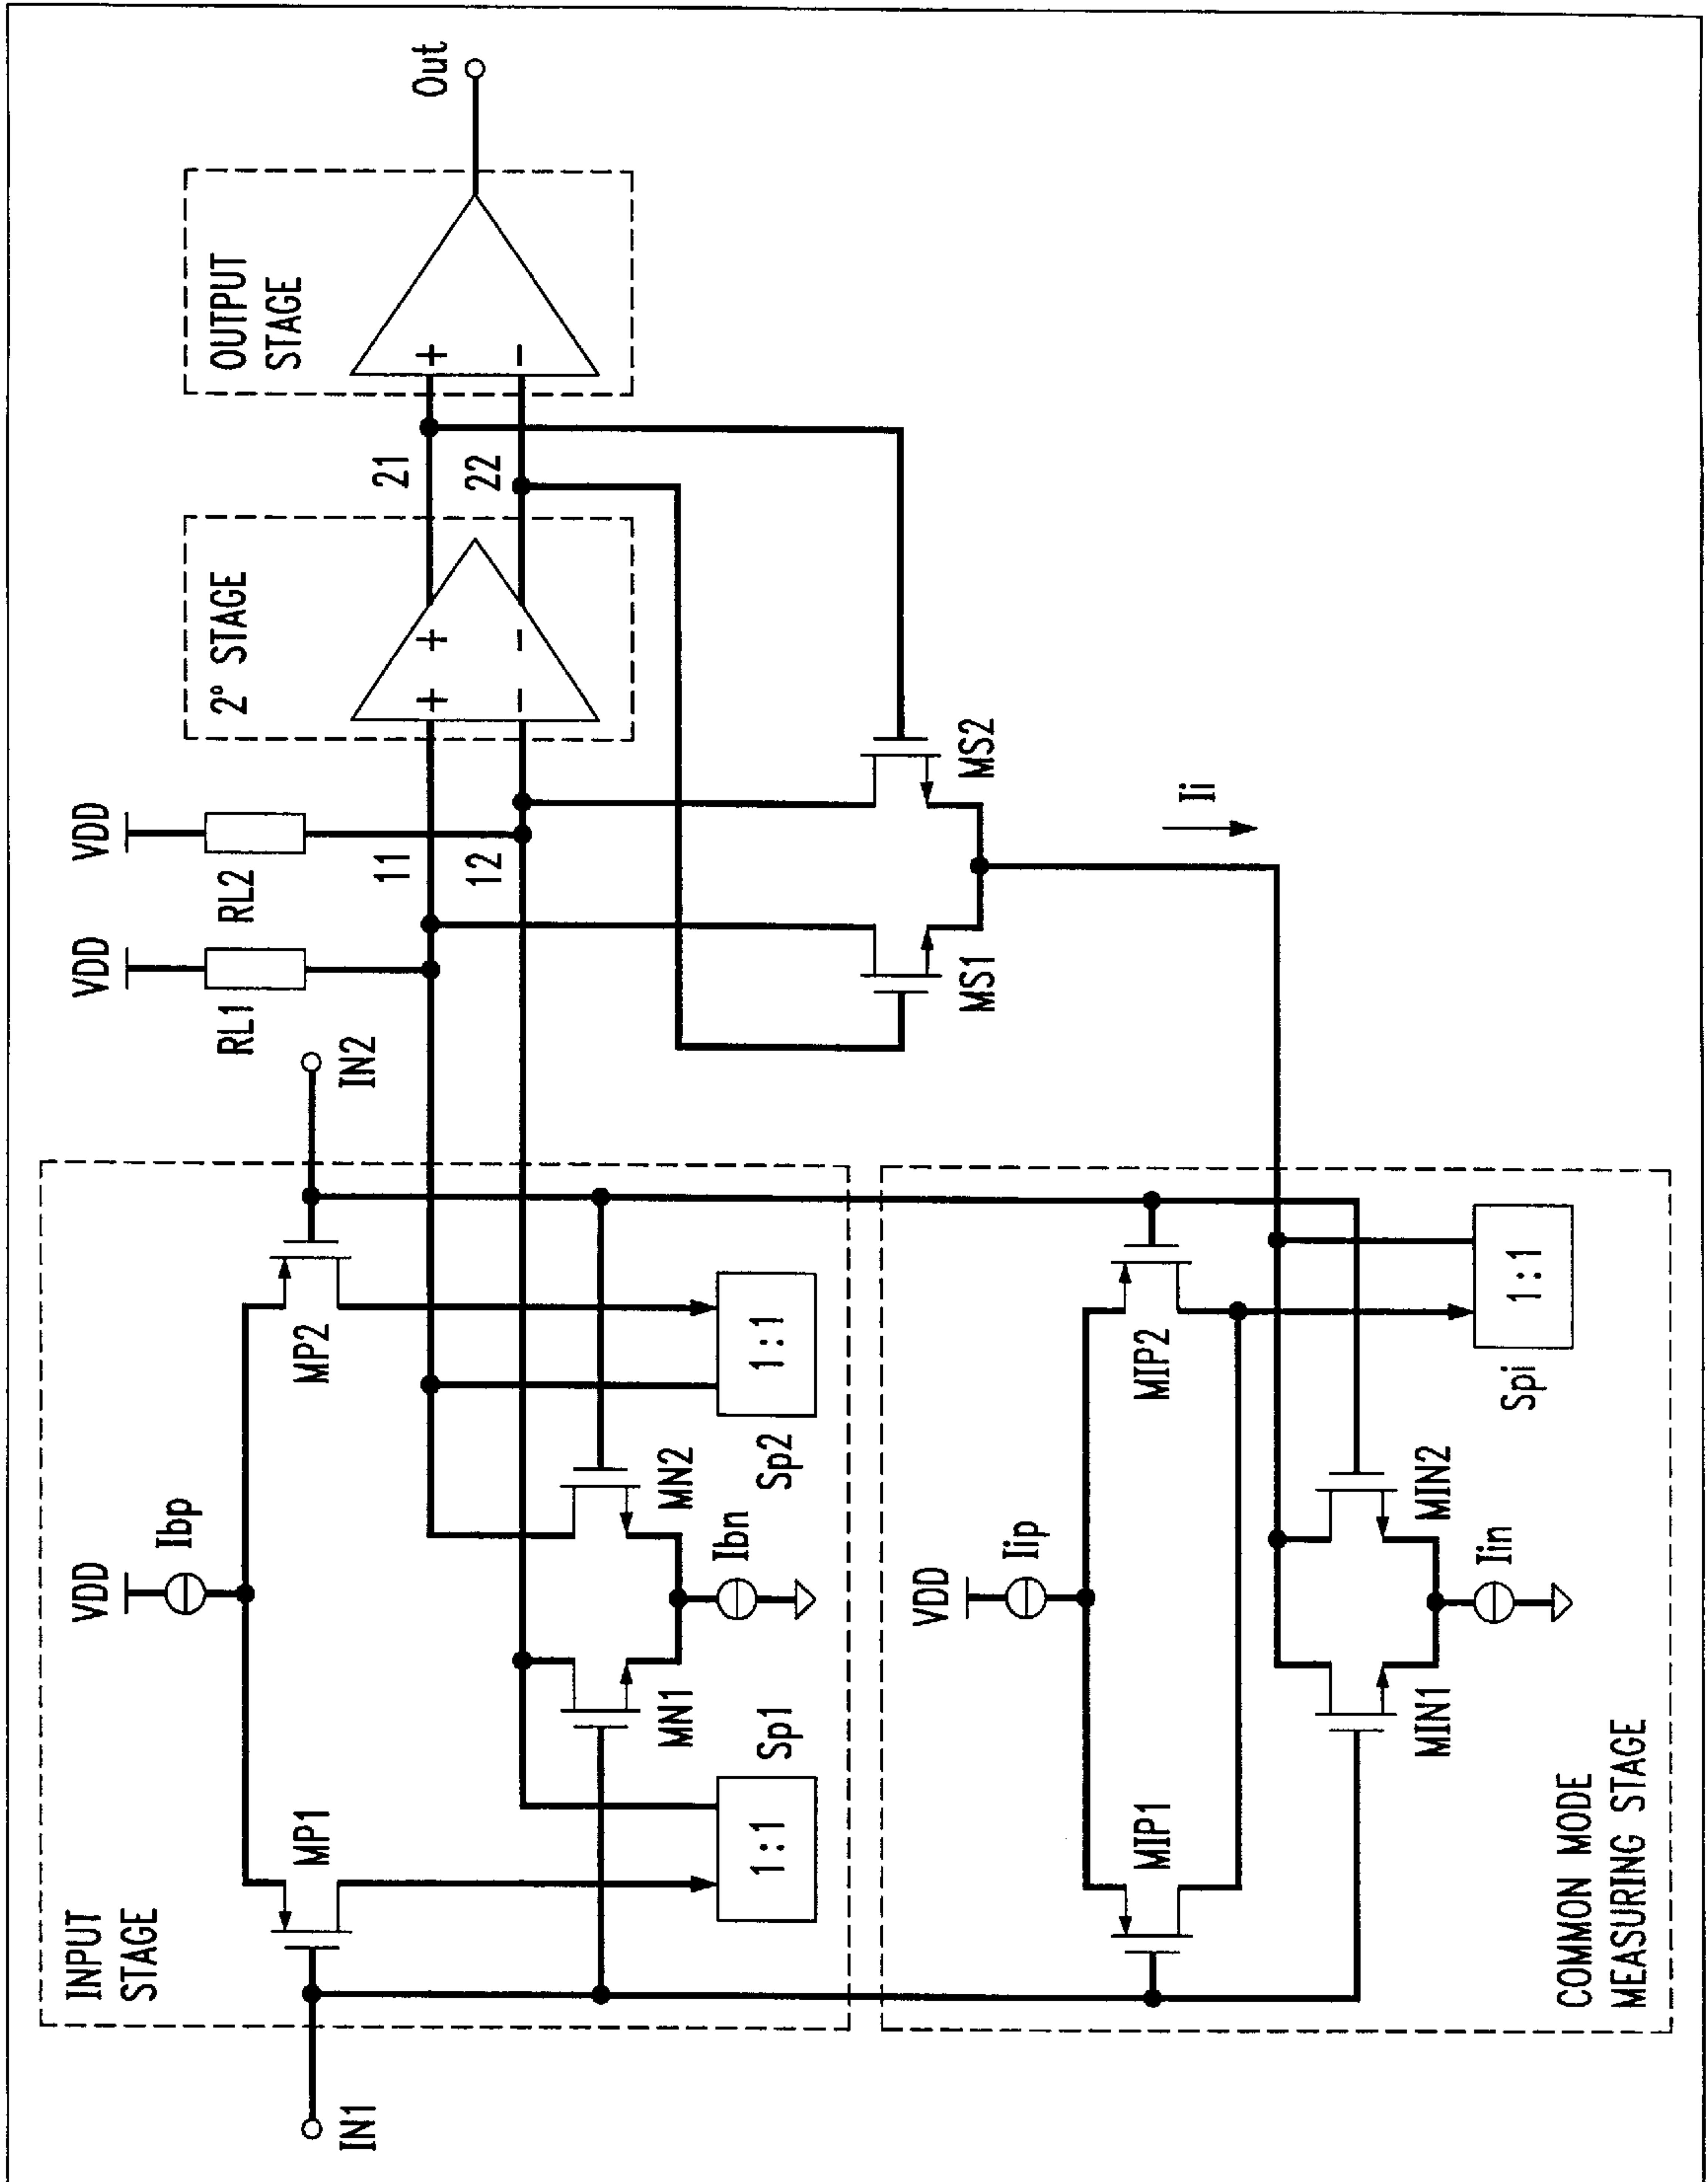 INPUT
STAGE
IN1
MP1
VDD
Ibp
MP2
IN2
MN1
MN2
Ibn
Sp1
1:1
Sp2
1:1
VDD
RL1
VDD
RL2
11
12
2° STAGE
+ +
- -
21
22
OUTPUT
STAGE
+
-
Out
MS1
MS2
Ii
COMMON MODE
MEASURING STAGE
VDD
Iip
MIP1
MIP2
MIN1
MIN2
Iin
1:1
Spi